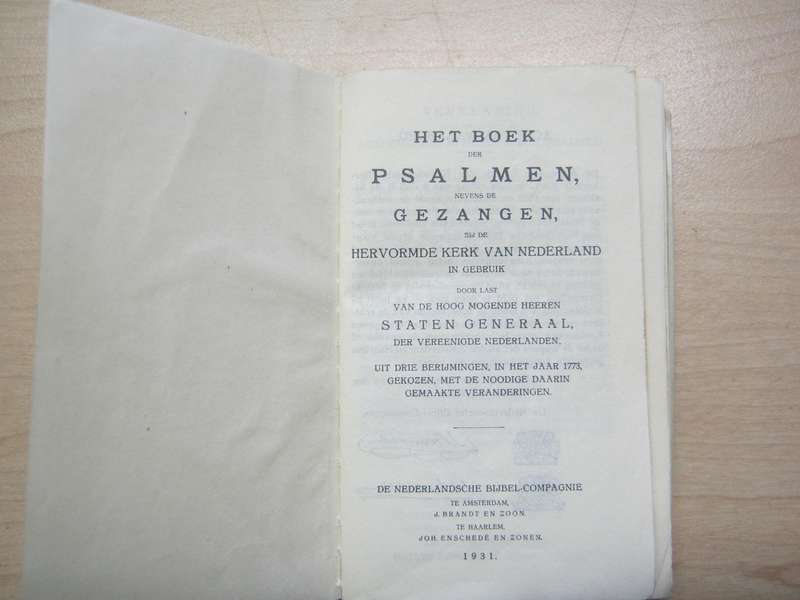 HET BOEK
DER
PSALMEN,
NEVENS DE
GEZANGEN,
BIJ DE
HERVORMDE KERK VAN NEDERLAND
IN GEBRUIK
DOOR LAST
VAN DE HOOG MOGENDE HEEREN
STATEN GENERAAL,
DER VEREENIGDE NEDERLANDEN.
UIT DRIE BERIJMINGEN, IN HET JAAR 1773,
GEKOZEN, MET DE NOODIGE DAARIN
GEMAAKTE VERANDERINGEN.
DE NEDERLANDSCHE BIJBEL-COMPAGNIE
TE AMSTERDAM,
J. BRANDT EN ZOON.
TE HAARLEM,
JOH. ENSCHEDÉ EN ZONEN.
1931.